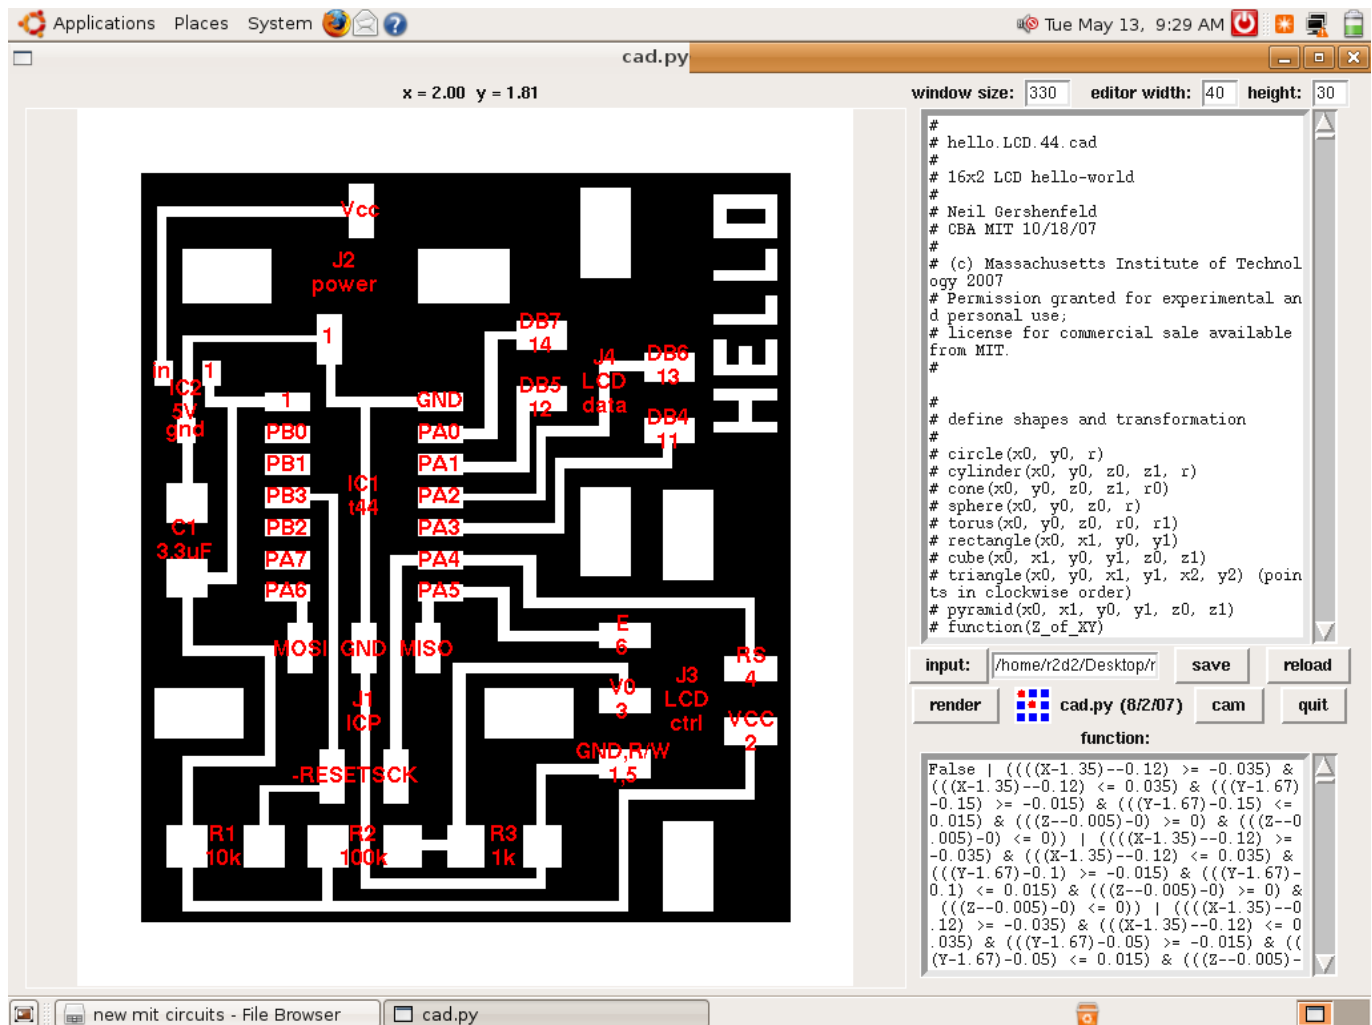 Applications Places System
Tue May 13, 9:29 AM
cad.py
x = 2.00 y = 1.81
window size: 330 editor width: 40 height: 30
Vcc
J2
power
1
in
1
IC2
5V
gnd
C1
3.3uF
1
PB0
PB1
PB3
PB2
PA7
PA6
GND
PA0
PA1
PA2
PA3
PA4
PA5
IC1
t44
DB7
14
DB5
12
J4
LCD
data
DB6
13
DB4
11
HELLO
MOSI GND MISO
J1
ICP
-RESET SCK
E
6
V0
3
GND,R/W
1,5
J3
LCD
ctrl
RS
4
VCC
2
R1
10k
R2
100k
R3
1k
#
# hello.LCD.44.cad
#
# 16x2 LCD hello-world
#
# Neil Gershenfeld
# CBA MIT 10/18/07
#
# (c) Massachusetts Institute of Technol
ogy 2007
# Permission granted for experimental an
d personal use;
# license for commercial sale available
from MIT.
#
#
# define shapes and transformation
#
# circle(x0, y0, r)
# cylinder(x0, y0, z0, z1, r)
# cone(x0, y0, z0, z1, r0)
# sphere(x0, y0, z0, r)
# torus(x0, y0, z0, r0, r1)
# rectangle(x0, x1, y0, y1)
# cube(x0, x1, y0, y1, z0, z1)
# triangle(x0, y0, x1, y1, x2, y2) (poin
ts in clockwise order)
# pyramid(x0, x1, y0, y1, z0, z1)
# function(Z_of_XY)
input: /home/r2d2/Desktop/r save reload
render cad.py (8/2/07) cam quit
function:
False | ((((X-1.35)--0.12) >= -0.035) &
(((X-1.35)--0.12) <= 0.035) & (((Y-1.67)
-0.15) >= -0.015) & (((Y-1.67)-0.15) <=
0.015) & (((Z--0.005)-0) >= 0) & (((Z--0
.005)-0) <= 0)) | ((((X-1.35)--0.12) >=
-0.035) & (((X-1.35)--0.12) <= 0.035) &
(((Y-1.67)-0.1) >= -0.015) & (((Y-1.67)-
0.1) <= 0.015) & (((Z--0.005)-0) >= 0) &
(((Z--0.005)-0) <= 0)) | ((((X-1.35)--0
.12) >= -0.035) & (((X-1.35)--0.12) <= 0
.035) & (((Y-1.67)-0.05) >= -0.015) & ((
(Y-1.67)-0.05) <= 0.015) & (((Z--0.005)-
new mit circuits - File Browser
cad.py